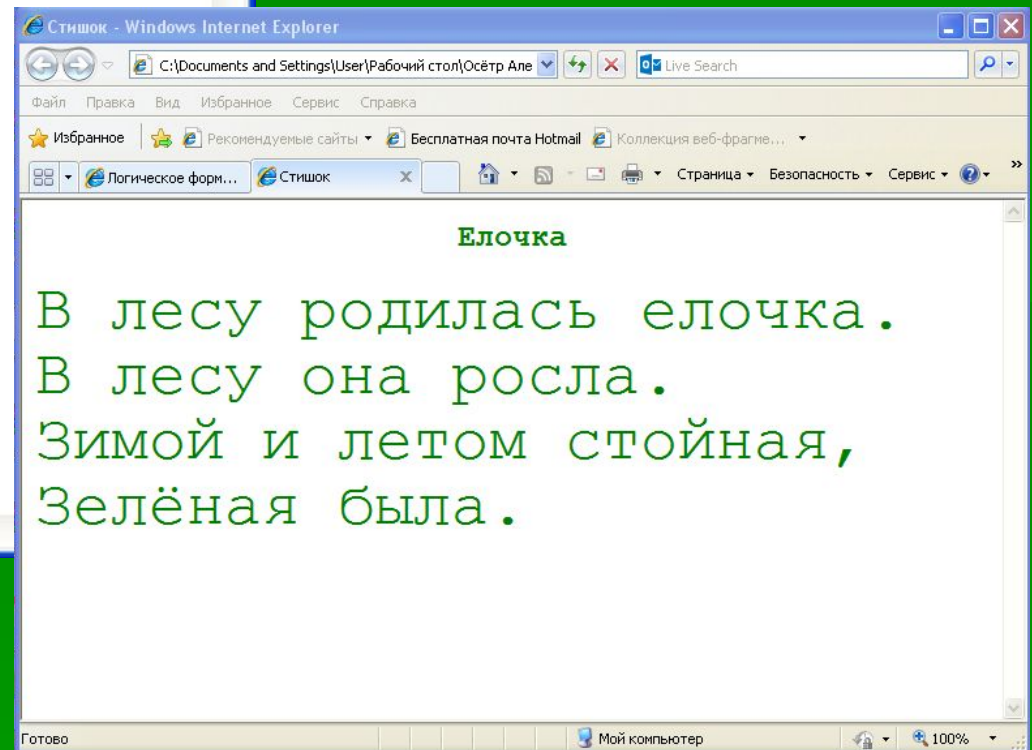 Стишок - Windows Internet Explorer
C:\Documents and Settings\User\Рабочий стол\Осётр Але Live Search
Файл Правка Вид Избранное Сервис Справка
Избранное Рекомендуемые сайты Бесплатная почта Hotmail Коллекция веб-фрагме...
Логическое форм... Стишок Страница Безопасность Сервис »
Елочка
В лесу родилась елочка.
В лесу она росла.
Зимой и летом стойная,
Зелёная была.
Готово Мой компьютер 100%